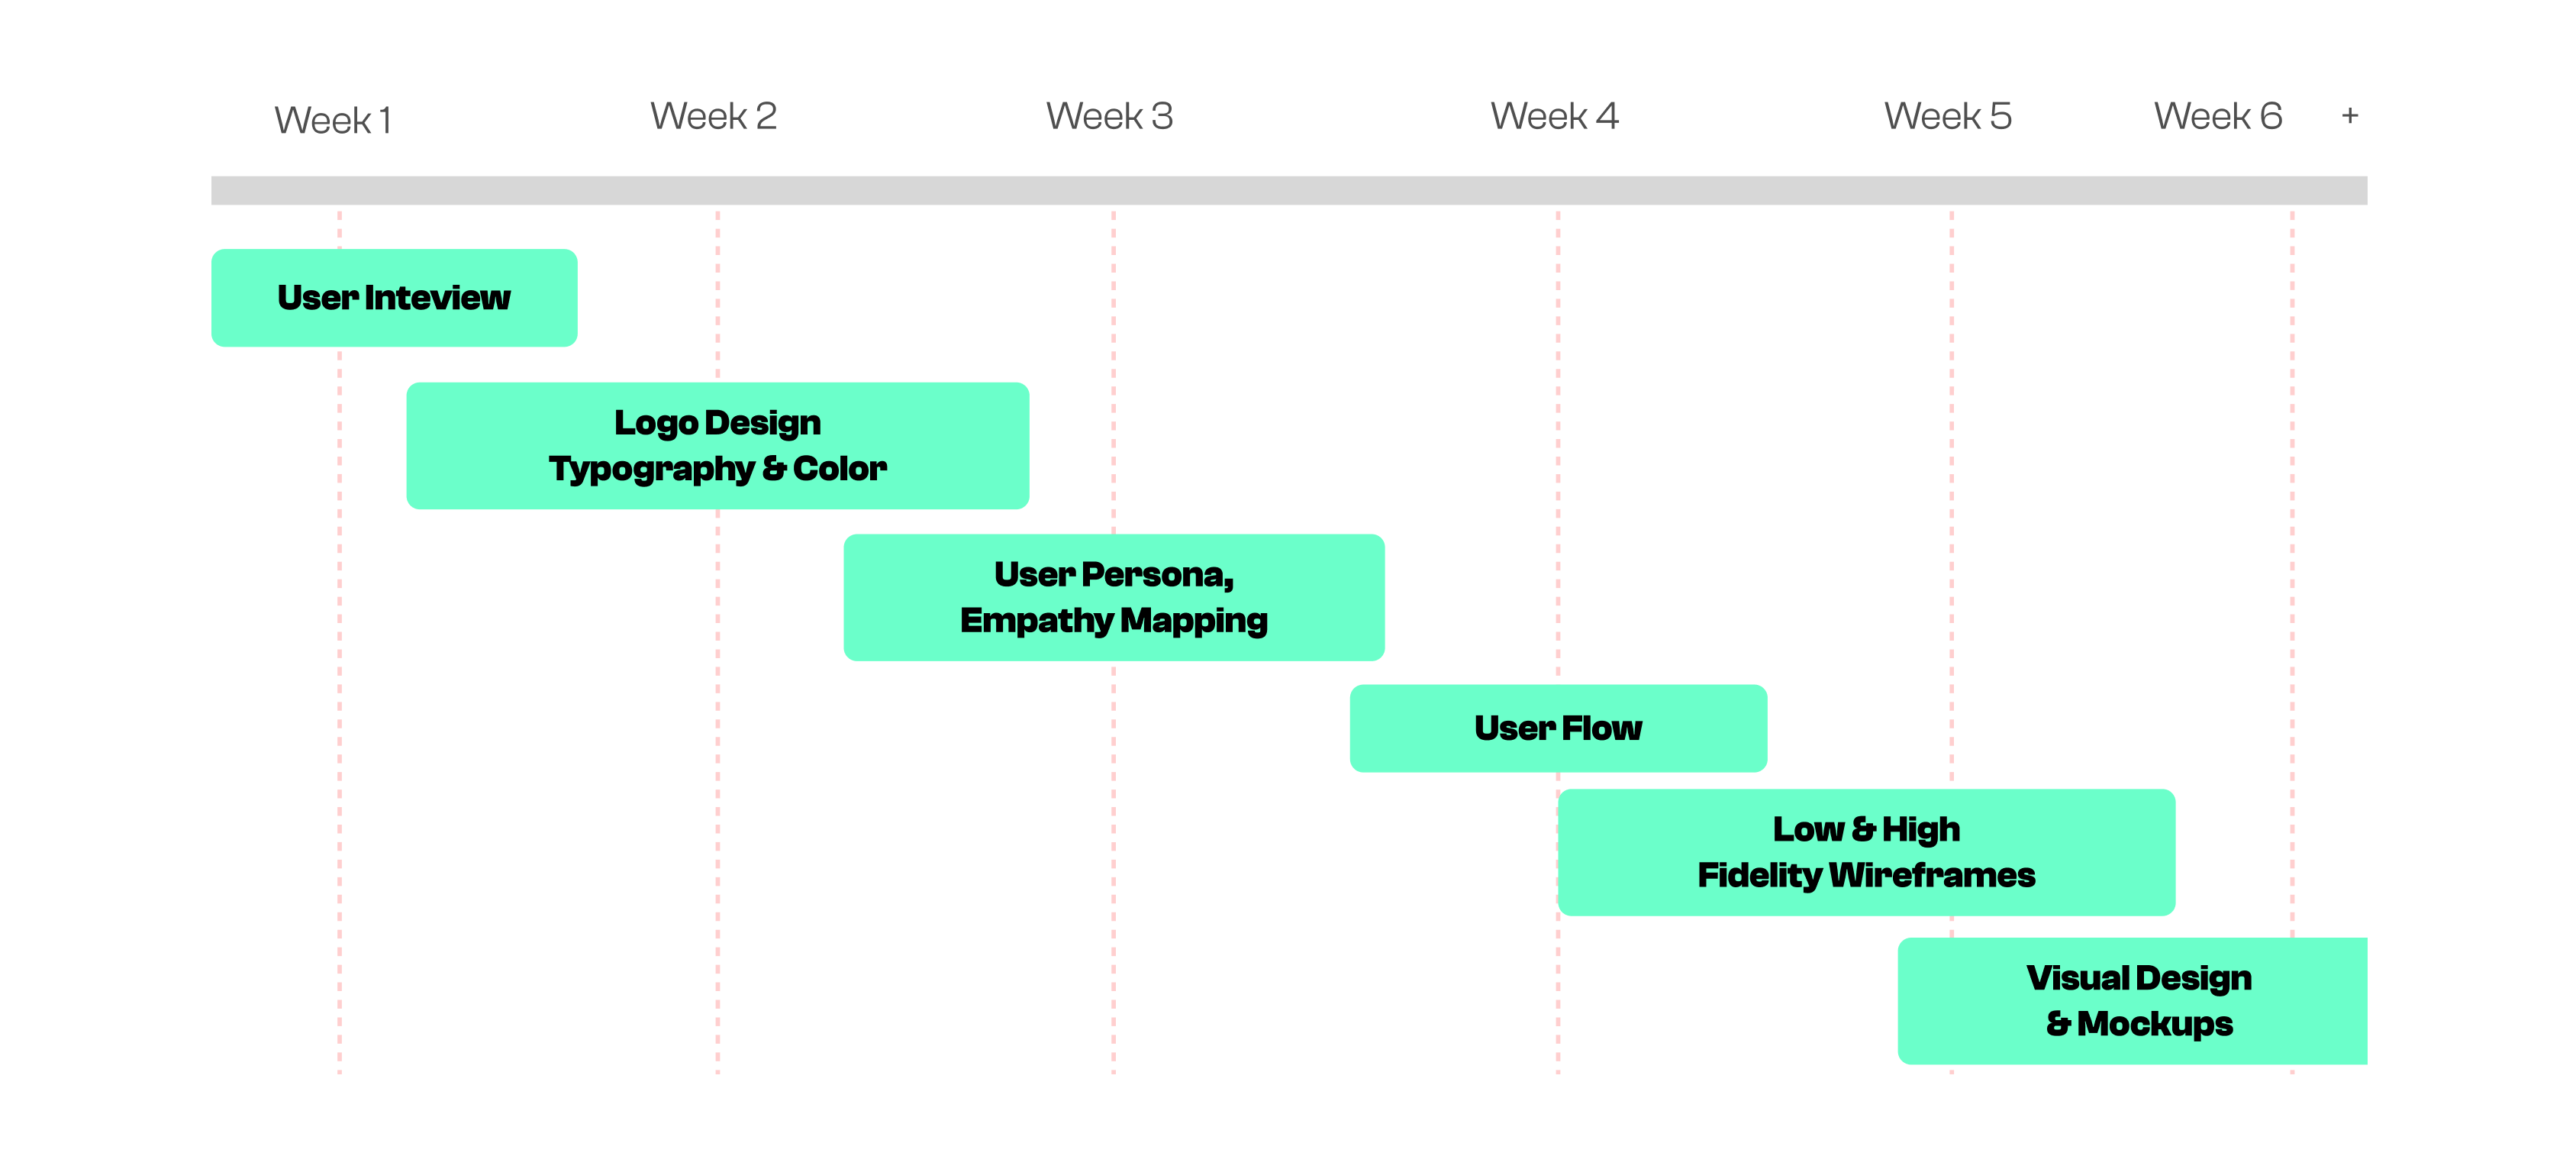 Week 1 Week 2 Week 3 Week 4 Week 5 Week 6 +
User Inteview
Logo Design
Typography & Color
User Persona,
Empathy Mapping
User Flow
Low & High
Fidelity Wireframes
Visual Design
& Mockups